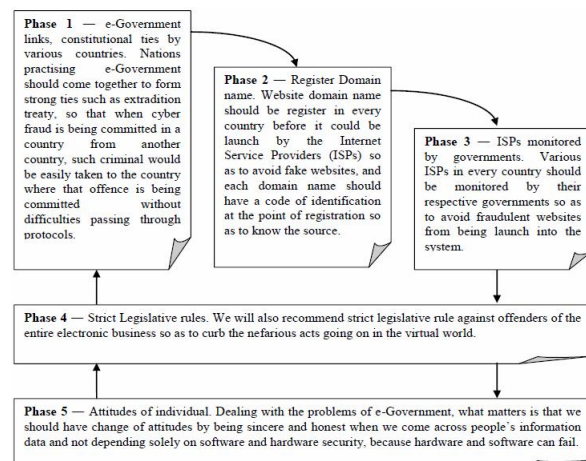 Phase 1 — e-Government
links, constitutional ties by
various countries. Nations
practising e-Government
should come together to form
strong ties such as extradition
treaty, so that when cyber
fraud is being committed in a
country from another
country, such criminal would
be easily taken to the country
where that offence is being
committed without
difficulties passing through
protocols.
Phase 2 — Register Domain
name. Website domain name
should be register in every
country before it could be
launch by the Internet
Service Providers (ISPs) so
as to avoid fake websites, and
each domain name should
have a code of identification
at the point of registration so
as to know the source.
Phase 3 — ISPs monitored
by governments. Various
ISPs in every country should
be monitored by their
respective governments so as
to avoid fraudulent websites
from being launch into the
system.
Phase 4 — Strict Legislative rules. We will also recommend strict legislative rule against offenders of the
entire electronic business so as to curb the nefarious acts going on in the virtual world.
Phase 5 — Attitudes of individual. Dealing with the problems of e-Government, what matters is that we
should have change of attitudes by being sincere and honest when we come across people's information
data and not depending solely on software and hardware security, because hardware and software can fail.